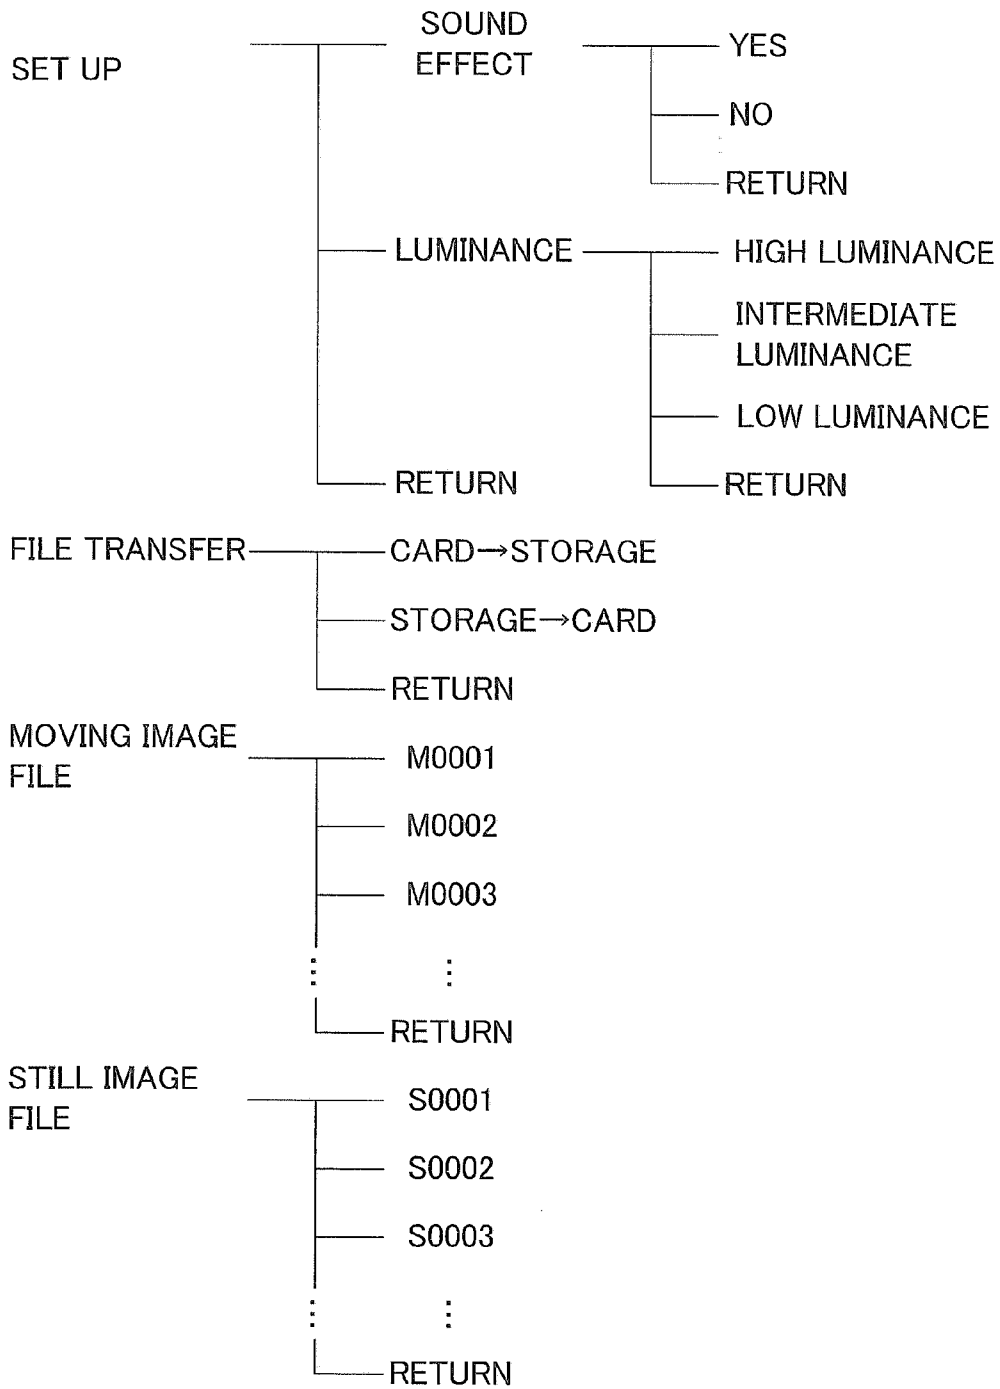 SET UP
SOUND
EFFECT
YES
NO
RETURN
LUMINANCE
HIGH LUMINANCE
INTERMEDIATE
LUMINANCE
LOW LUMINANCE
RETURN
RETURN
FILE TRANSFER
CARD→STORAGE
STORAGE→CARD
RETURN
MOVING IMAGE
FILE
M0001
M0002
M0003
⋮ ⋮
RETURN
STILL IMAGE
FILE
S0001
S0002
S0003
⋮ ⋮
RETURN